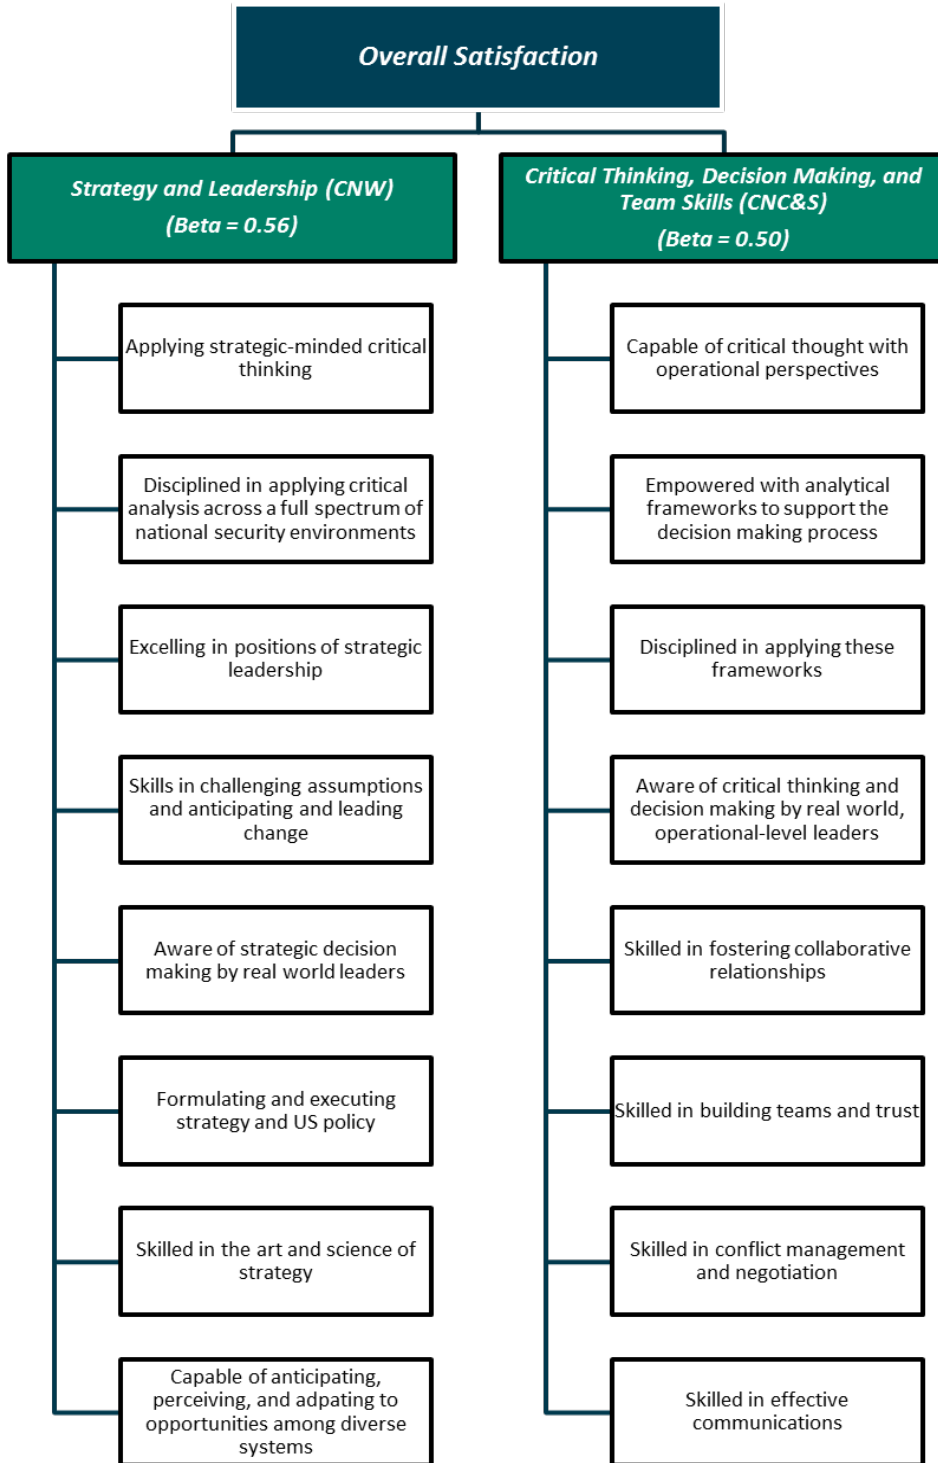 Overall Satisfaction
Strategy and Leadership (CNW)
(Beta = 0.56)
Applying strategic-minded critical
thinking
Disciplined in applying critical
analysis across a full spectrum of
national security environments
Excelling in positions of strategic
leadership
Skills in challenging assumptions
and anticipating and leading
change
Aware of strategic decision
making by real world leaders
Formulating and executing
strategy and US policy
Skilled in the art and science of
strategy
Capable of anticipating,
perceiving, and adpating to
opportunities among diverse
systems
Critical Thinking, Decision Making, and
Team Skills (CNC&S)
(Beta = 0.50)
Capable of critical thought with
operational perspectives
Empowered with analytical
frameworks to support the
decision making process
Disciplined in applying these
frameworks
Aware of critical thinking and
decision making by real world,
operational-level leaders
Skilled in fostering collaborative
relationships
Skilled in building teams and trust
Skilled in conflict management
and negotiation
Skilled in effective
communications